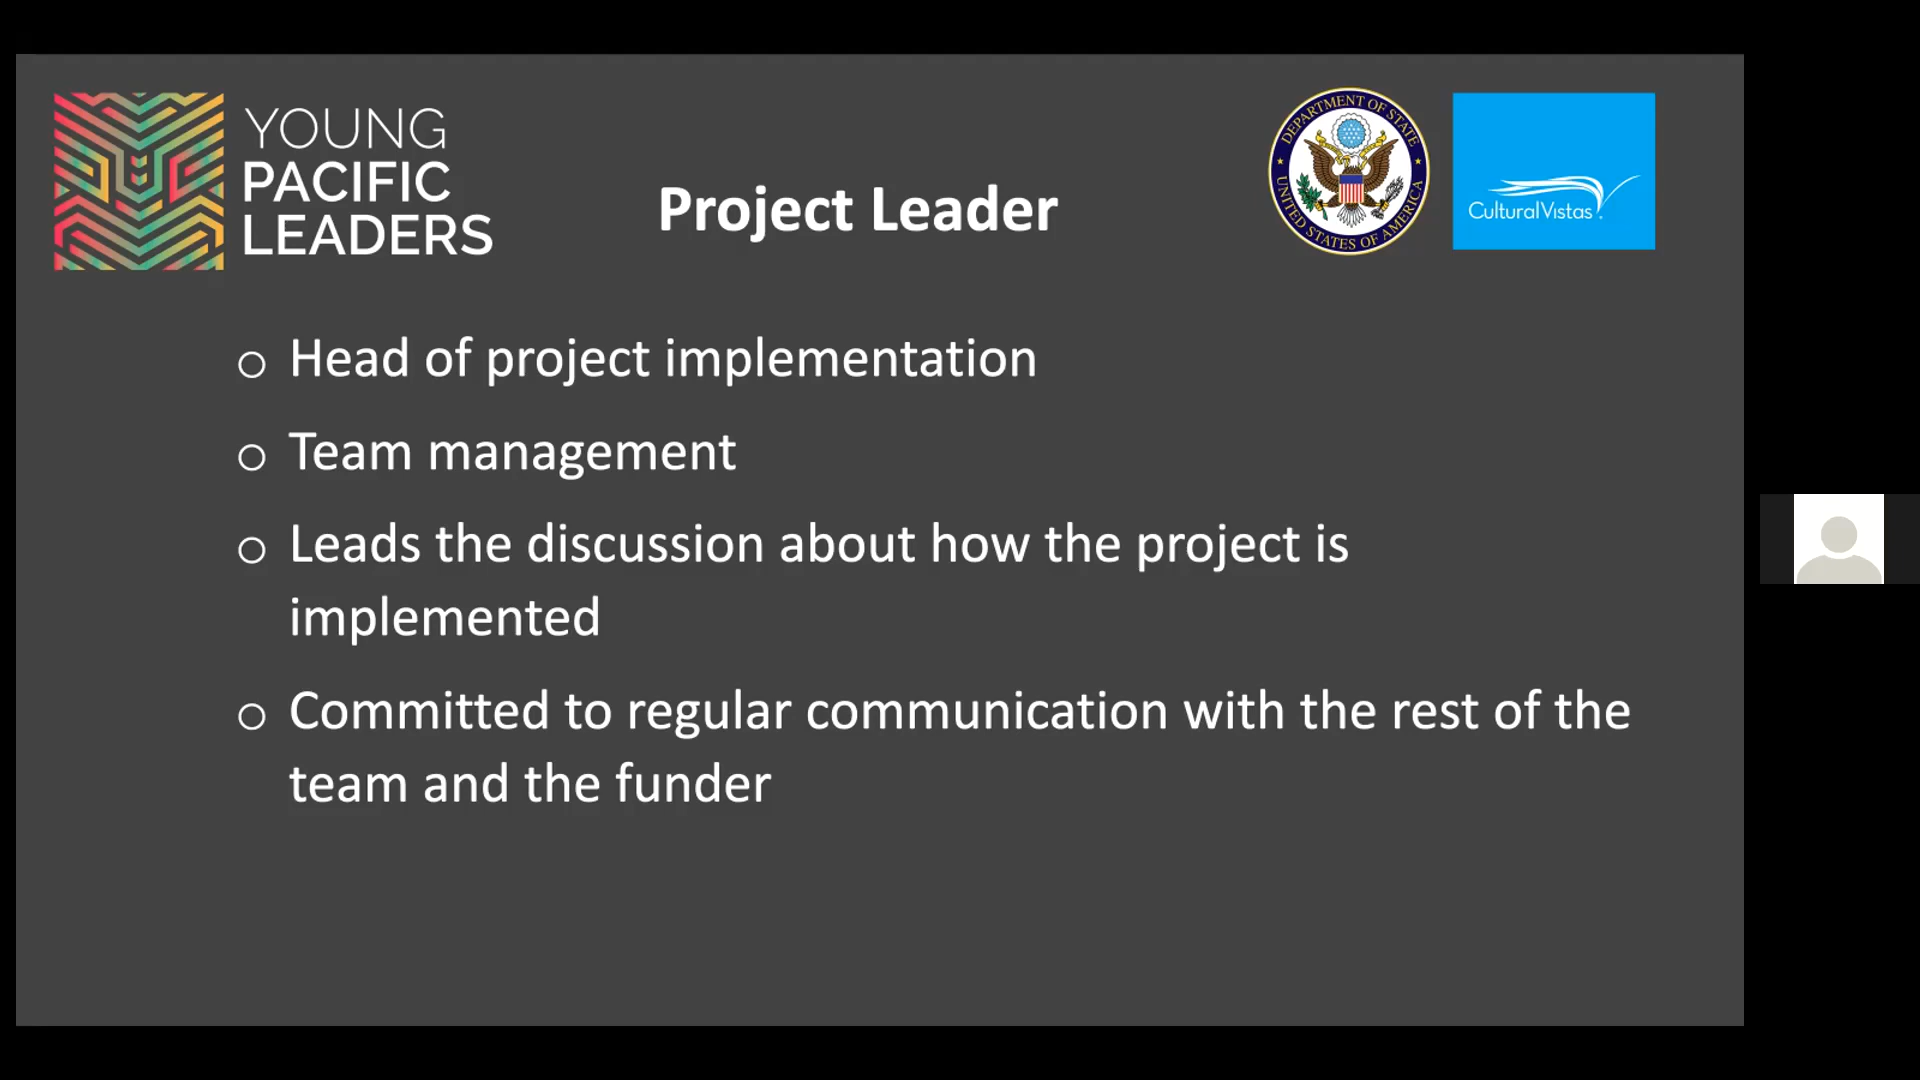 YOUNG
PACIFIC
LEADERS
Project Leader
DEPARTMENT OF STATE
UNITED STATES OF AMERICA
CulturalVistas
Head of project implementation
Team management
Leads the discussion about how the project is
implemented
Committed to regular communication with the rest of the
team and the funder